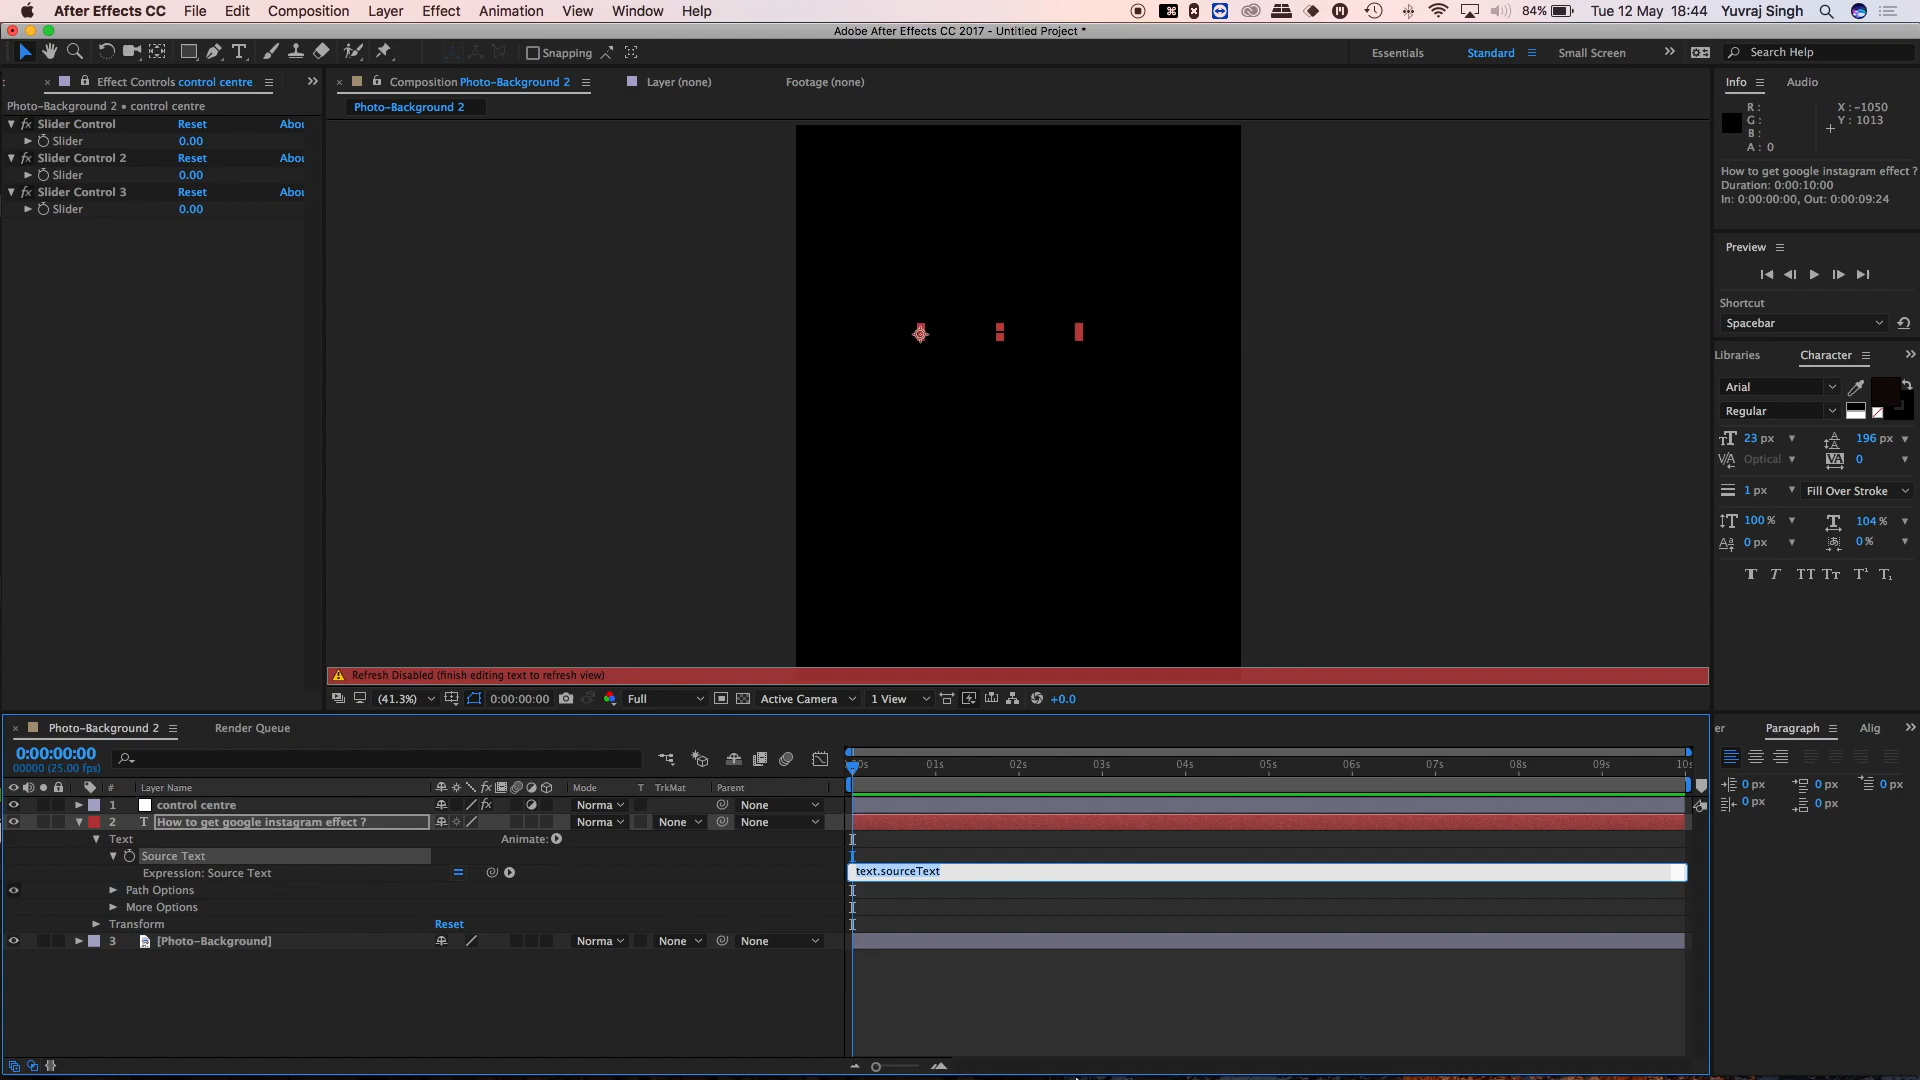 After Effects CC File Edit Composition Layer Effect Animation View Window Help 84% Tue 12 May 18:44 Yuvraj Singh
Adobe After Effects CC 2017 - Untitled Project *
Snapping Essentials Standard Small Screen Search Help
Effect Controls control centre
Composition Photo-Background 2 Layer (none) Footage (none)
Info Audio
Photo-Background 2 • control centre
Photo-Background 2
Slider Control Reset Abou
Slider 0.00
Slider Control 2 Reset Abou
Slider 0.00
Slider Control 3 Reset Abou
Slider 0.00
R :
G :
B :
A : 0
X : -1050
Y : 1013
How to get google instagram effect ?
Duration: 0:00:10:00
In: 0:00:00:00, Out: 0:00:09:24
Preview
Shortcut
Spacebar
Libraries Character
Arial
Regular
23 px 196 px
Optical 0
1 px Fill Over Stroke
100 % 104 %
0 px 0 %
T T TT Tr T¹ T₁
Refresh Disabled (finish editing text to refresh view)
(41.3%) 0:00:00:00 Full Active Camera 1 View +0.0
Photo-Background 2 Render Queue
0:00:00:00
00000 (25.00 fps)
:00s 01s 02s 03s 04s 05s 06s 07s 08s 09s 10s
# Layer Name Mode T TrkMat Parent
1 control centre Norma None
2 T How to get google instagram effect ? Norma None None
Text Animate:
Source Text
Expression: Source Text text.sourceText
Path Options
More Options
Transform Reset
3 [Photo-Background] Norma None None
er Paragraph Alig
0 px 0 px 0 px
0 px 0 px